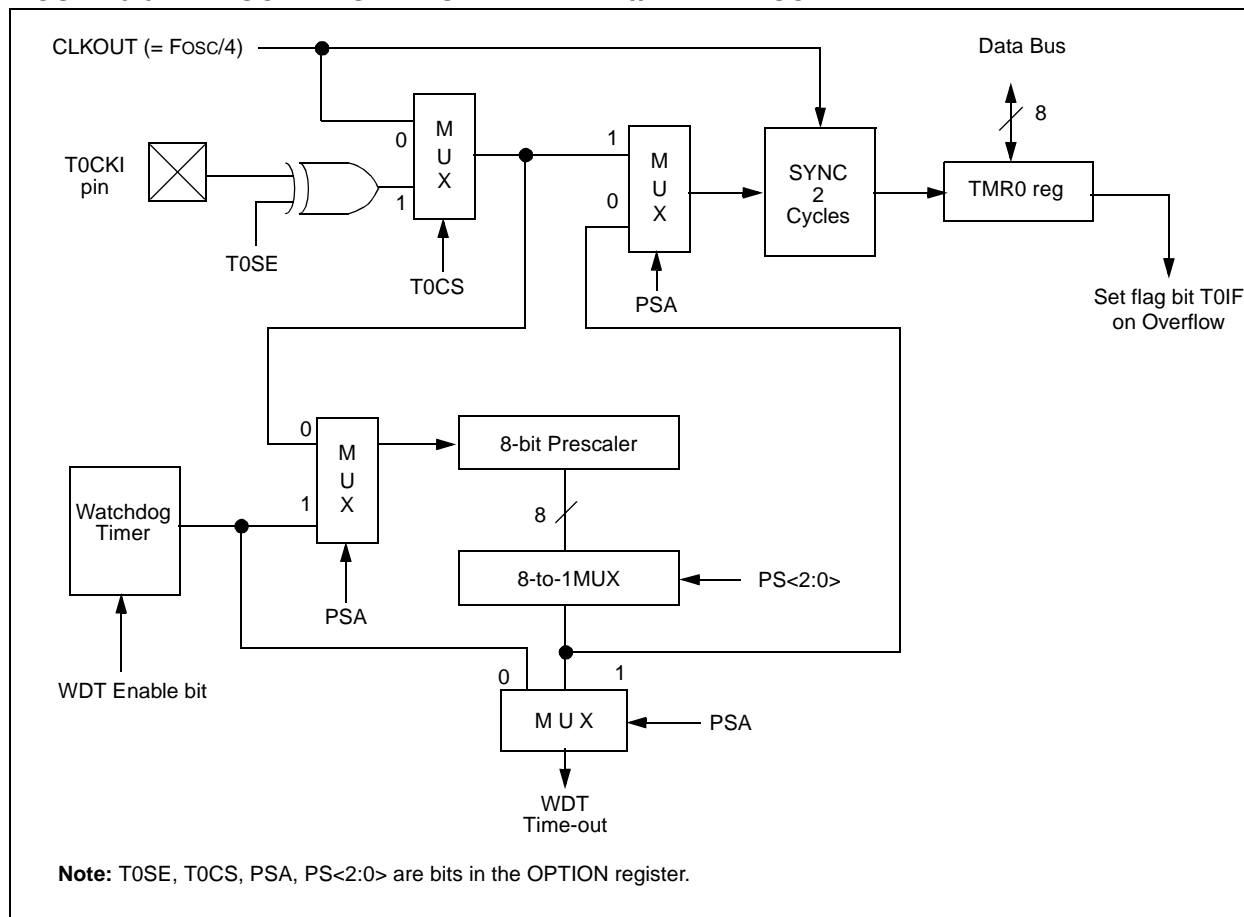 CLKOUT (= FOSC/4)
Data Bus
8
T0CKI
pin
T0SE
0
1
M
U
X
T0CS
1
0
M
U
X
PSA
SYNC
2
Cycles
TMR0 reg
Set flag bit T0IF
on Overflow
0
1
M
U
X
PSA
8-bit Prescaler
8
8-to-1MUX
PS<2:0>
Watchdog
Timer
WDT Enable bit
0
1
M U X
PSA
WDT
Time-out
Note: T0SE, T0CS, PSA, PS<2:0> are bits in the OPTION register.